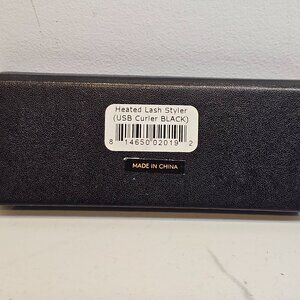 Heated Lash Styler
(USB Curler BLACK)
8 14650 02019 2
MADE IN CHINA